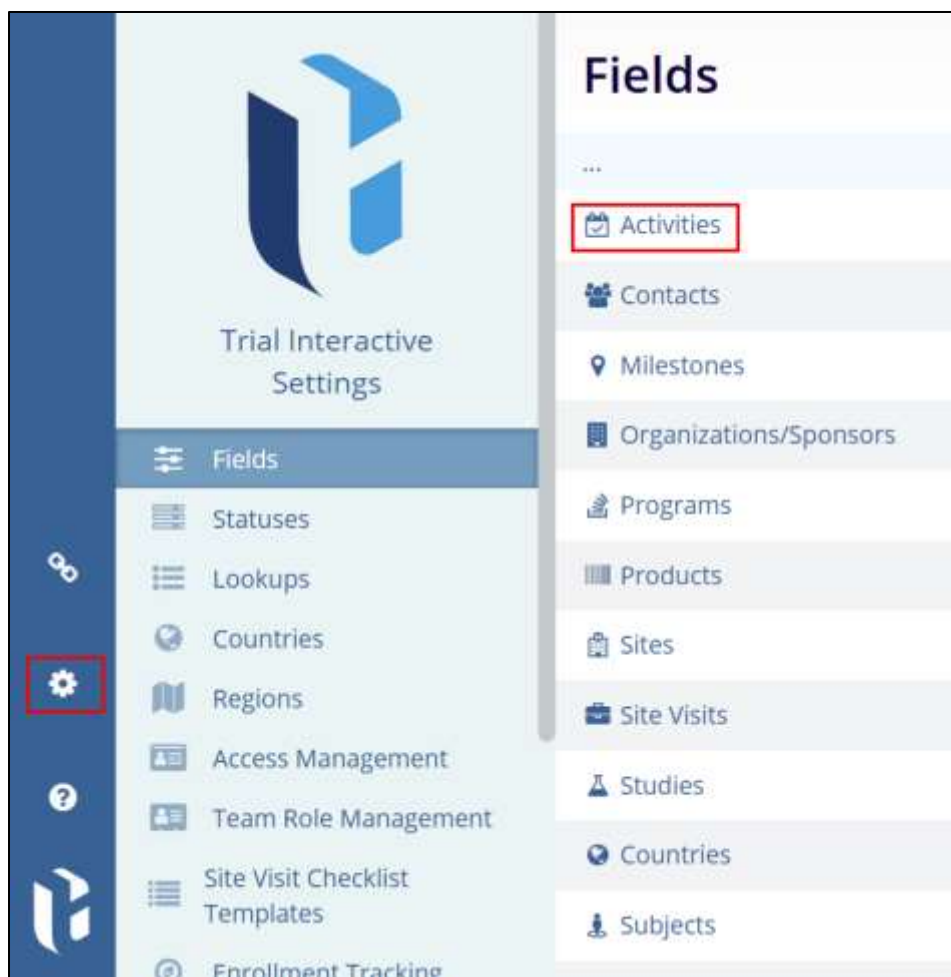 Trial Interactive
Settings
Fields
Statuses
Lookups
Countries
Regions
Access Management
Team Role Management
Site Visit Checklist
Templates
Enrollment Tracking
Fields
...
Activities
Contacts
Milestones
Organizations/Sponsors
Programs
Products
Sites
Site Visits
Studies
Countries
Subjects